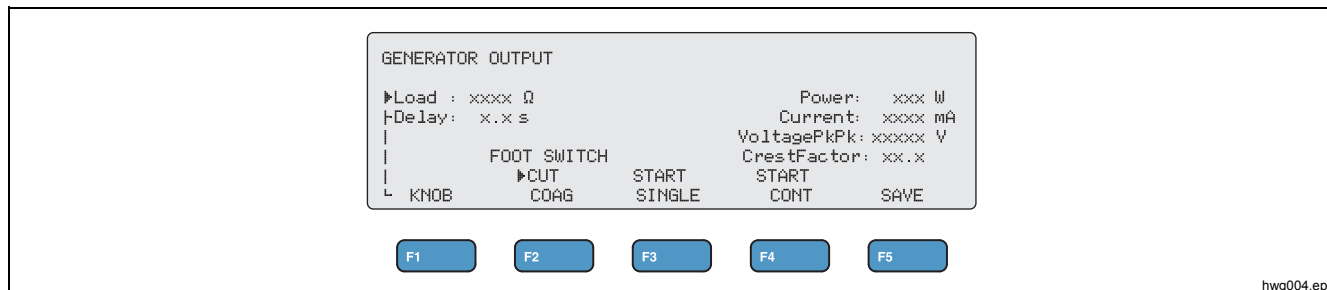 GENERATOR OUTPUT
Load : xxxx Ω Power: xxx W
Delay: x.x s Current: xxxx mA
VoltagePkPk: xxxxx V
FOOT SWITCH CrestFactor: xx.x
CUT START START
KNOB COAG SINGLE CONT SAVE
F1 F2 F3 F4 F5
hwg004.ep